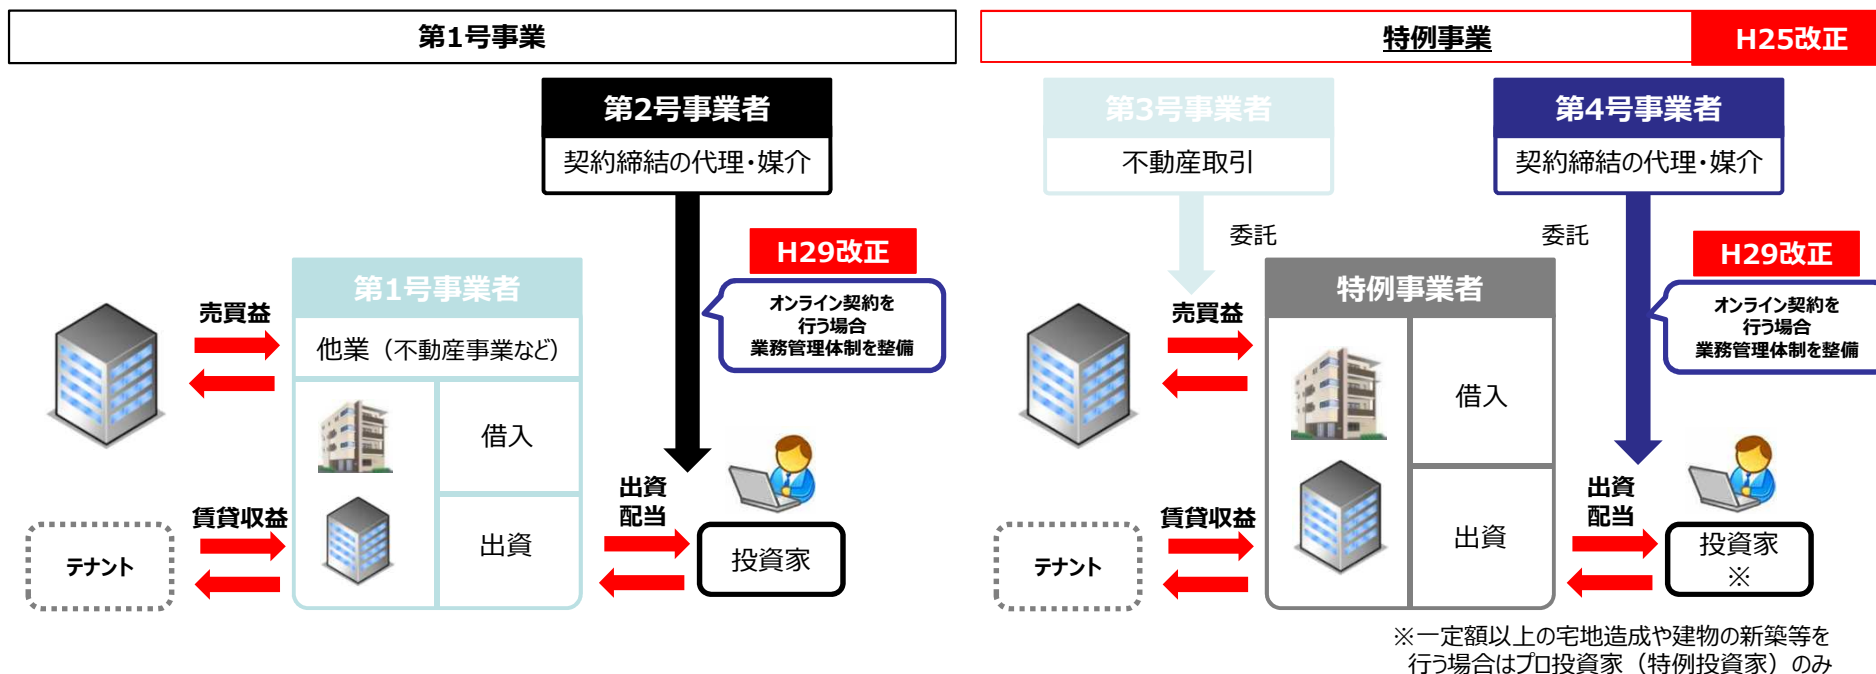 第1号事業
第2号事業者
契約締結の代理・媒介
H29改正
オンライン契約を
行う場合
業務管理体制を整備
第1号事業者
他業（不動産事業など）
借入
出資
売買益
賃貸収益
テナント
出資
配当
投資家
特例事業
H25改正
第3号事業者
不動産取引
委託
第4号事業者
契約締結の代理・媒介
委託
H29改正
オンライン契約を
行う場合
業務管理体制を整備
特例事業者
借入
出資
売買益
賃貸収益
テナント
出資
配当
投資家
※
※一定額以上の宅地造成や建物の新築等を
行う場合はプロ投資家（特例投資家）のみ